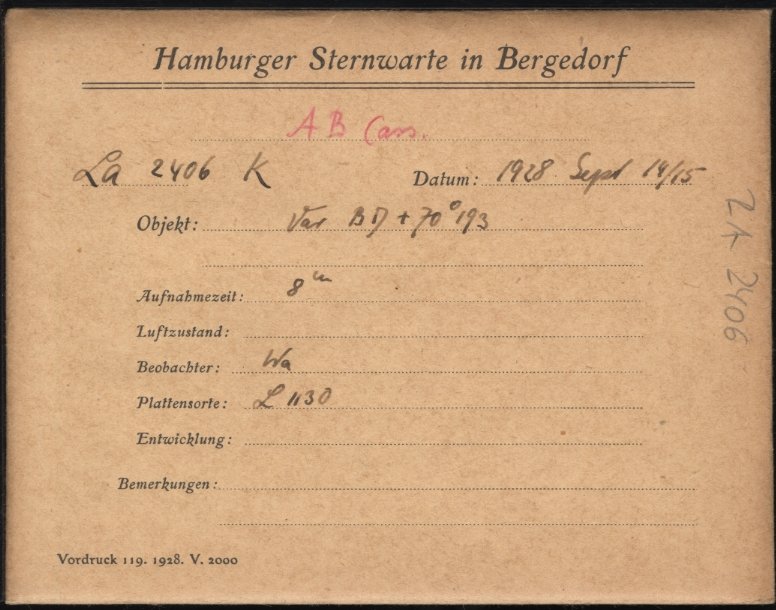 Hamburger Sternwarte in Bergedorf
AB Cass.
La 2406 K Datum: 1928 Sept 14/15
Objekt: Var BD + 70° 193
Aufnahmezeit: 8m
Luftzustand:
Beobachter: Wa
Plattensorte: L 1130
Entwicklung:
Bemerkungen:
Vordruck 119. 1928. V. 2000
LA 2406